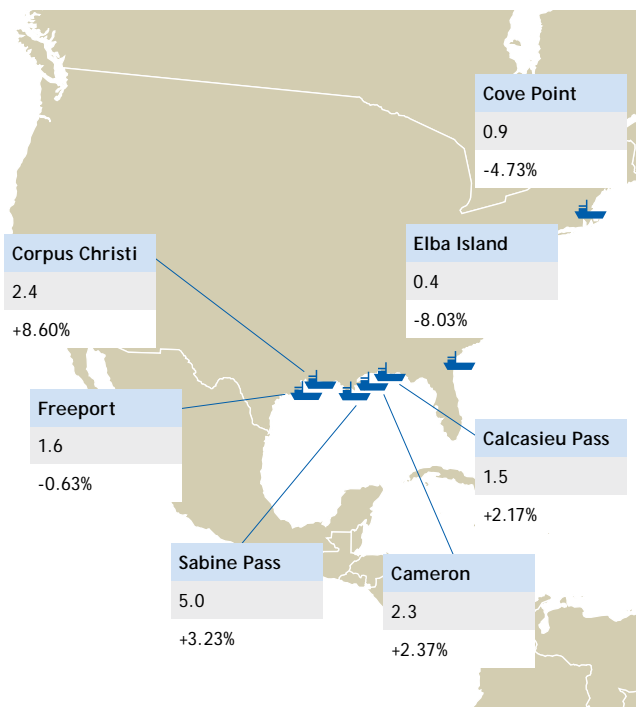 Cove Point
0.9
-4.73%
Elba Island
0.4
-8.03%
Corpus Christi
2.4
+8.60%
Freeport
1.6
-0.63%
Calcasieu Pass
1.5
+2.17%
Sabine Pass
5.0
+3.23%
Cameron
2.3
+2.37%